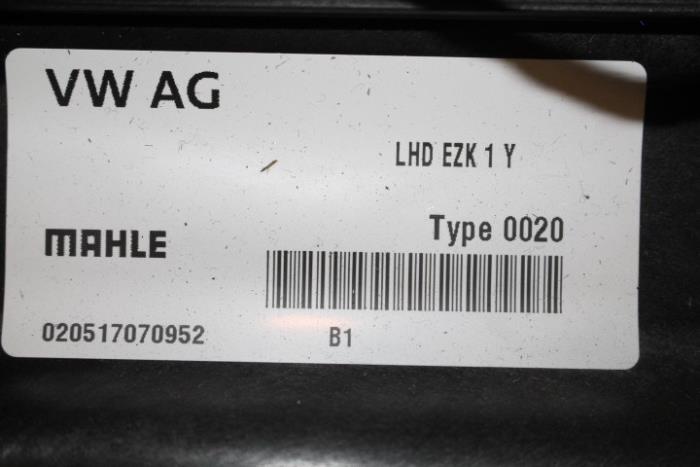 VW AG
LHD EZK 1 Y
Type 0020
MAHLE
020517070952
B1